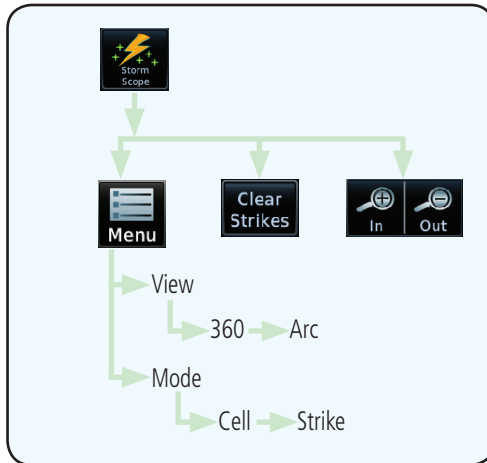 Storm
Scope
Menu
Clear
Strikes
In
Out
View
360
Arc
Mode
Cell
Strike